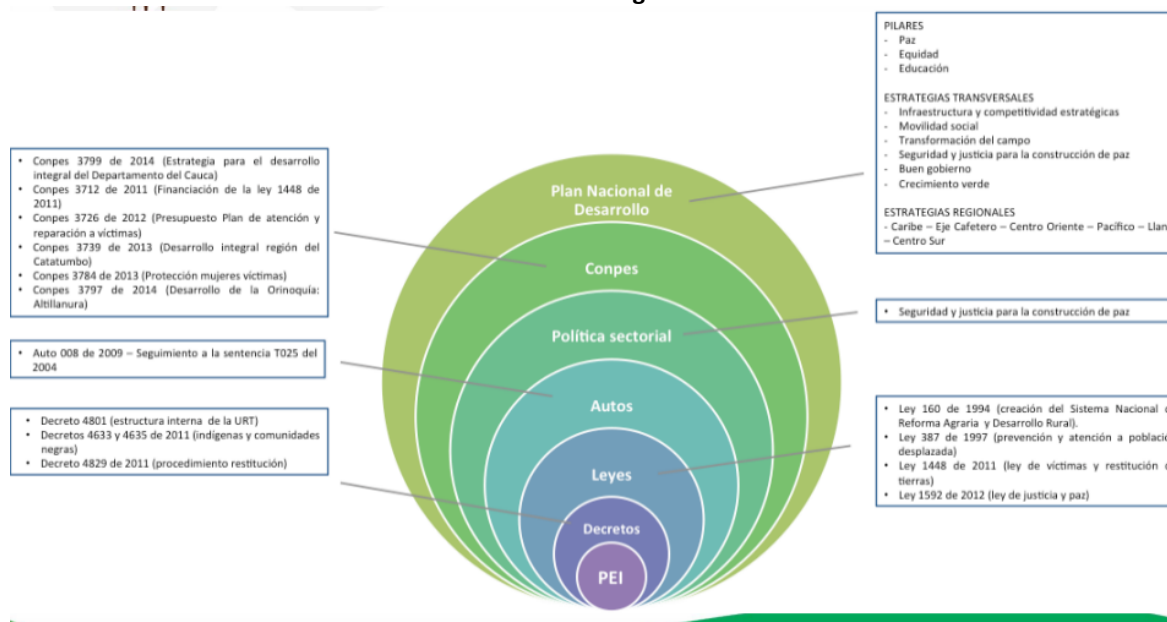 PILARES
- Paz
- Equidad
- Educación
ESTRATEGIAS TRANSVERSALES
- Infraestructura y competitividad estratégicas
- Movilidad social
- Transformación del campo
- Seguridad y justicia para la construcción de paz
- Buen gobierno
- Crecimiento verde
ESTRATEGIAS REGIONALES
- Caribe – Eje Cafetero – Centro Oriente – Pacífico –
– Centro Sur
• Conpes 3799 de 2014 (Estrategia para el desarrollo
integral del Departamento del Cauca)
• Conpes 3712 de 2011 (Financiación de la ley 1448 de
2011)
• Conpes 3726 de 2012 (Presupuesto Plan de atención y
reparación a víctimas)
• Conpes 3739 de 2013 (Desarrollo integral región del
Catatumbo)
• Conpes 3784 de 2013 (Protección mujeres víctimas)
• Conpes 3797 de 2014 (Desarrollo de la Orinoquía:
Altillanura)
• Auto 008 de 2009 – Seguimiento a la sentencia T025 del
2004
• Decreto 4801 (estructura interna de la URT)
• Decretos 4633 y 4635 de 2011 (indígenas y comunidades
negras)
• Decreto 4829 de 2011 (procedimiento restitución)
Plan Nacional de
Desarrollo
Conpes
Política sectorial
Autos
Leyes
Decretos
PEI
• Seguridad y justicia para la construcción de paz
• Ley 160 de 1994 (creación del Sistema Nacional
Reforma Agraria y Desarrollo Rural).
• Ley 387 de 1997 (prevención y atención a
desplazada)
• Ley 1448 de 2011 (ley de víctimas y restitución
tierras)
• Ley 1592 de 2012 (ley de justicia y paz)